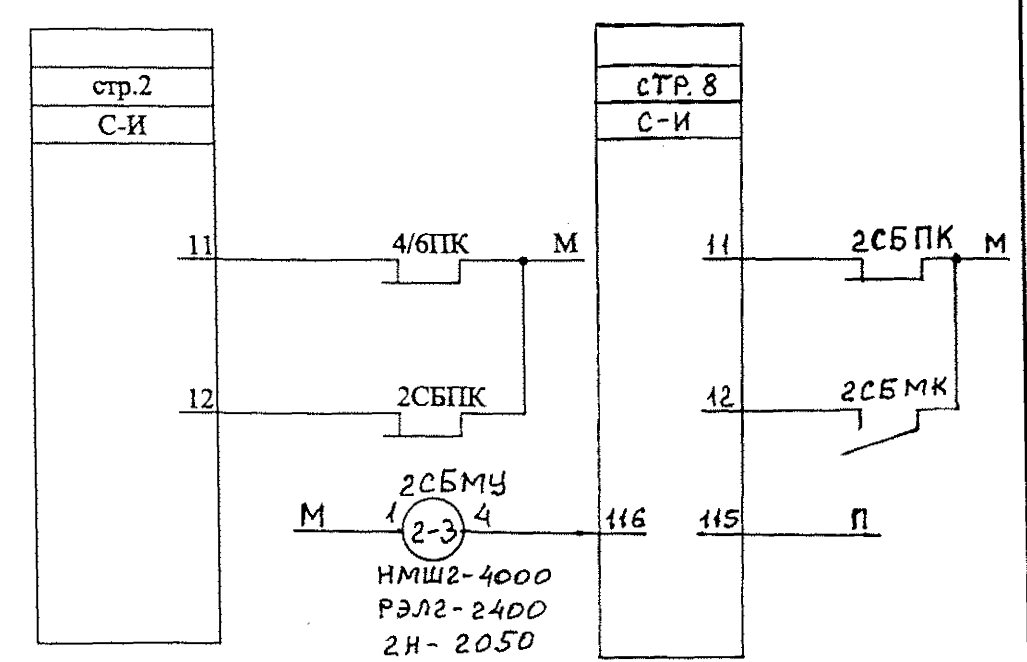 стр.2
С-И
11 4/6ПК М
12 2СБПК
стр. 8
С-И
11 2СБПК М
12 2СБМК
2СБМУ
М 1 2-3 4 116 115 П
НМШ2-4000
РЭЛ2-2400
2Н- 2050